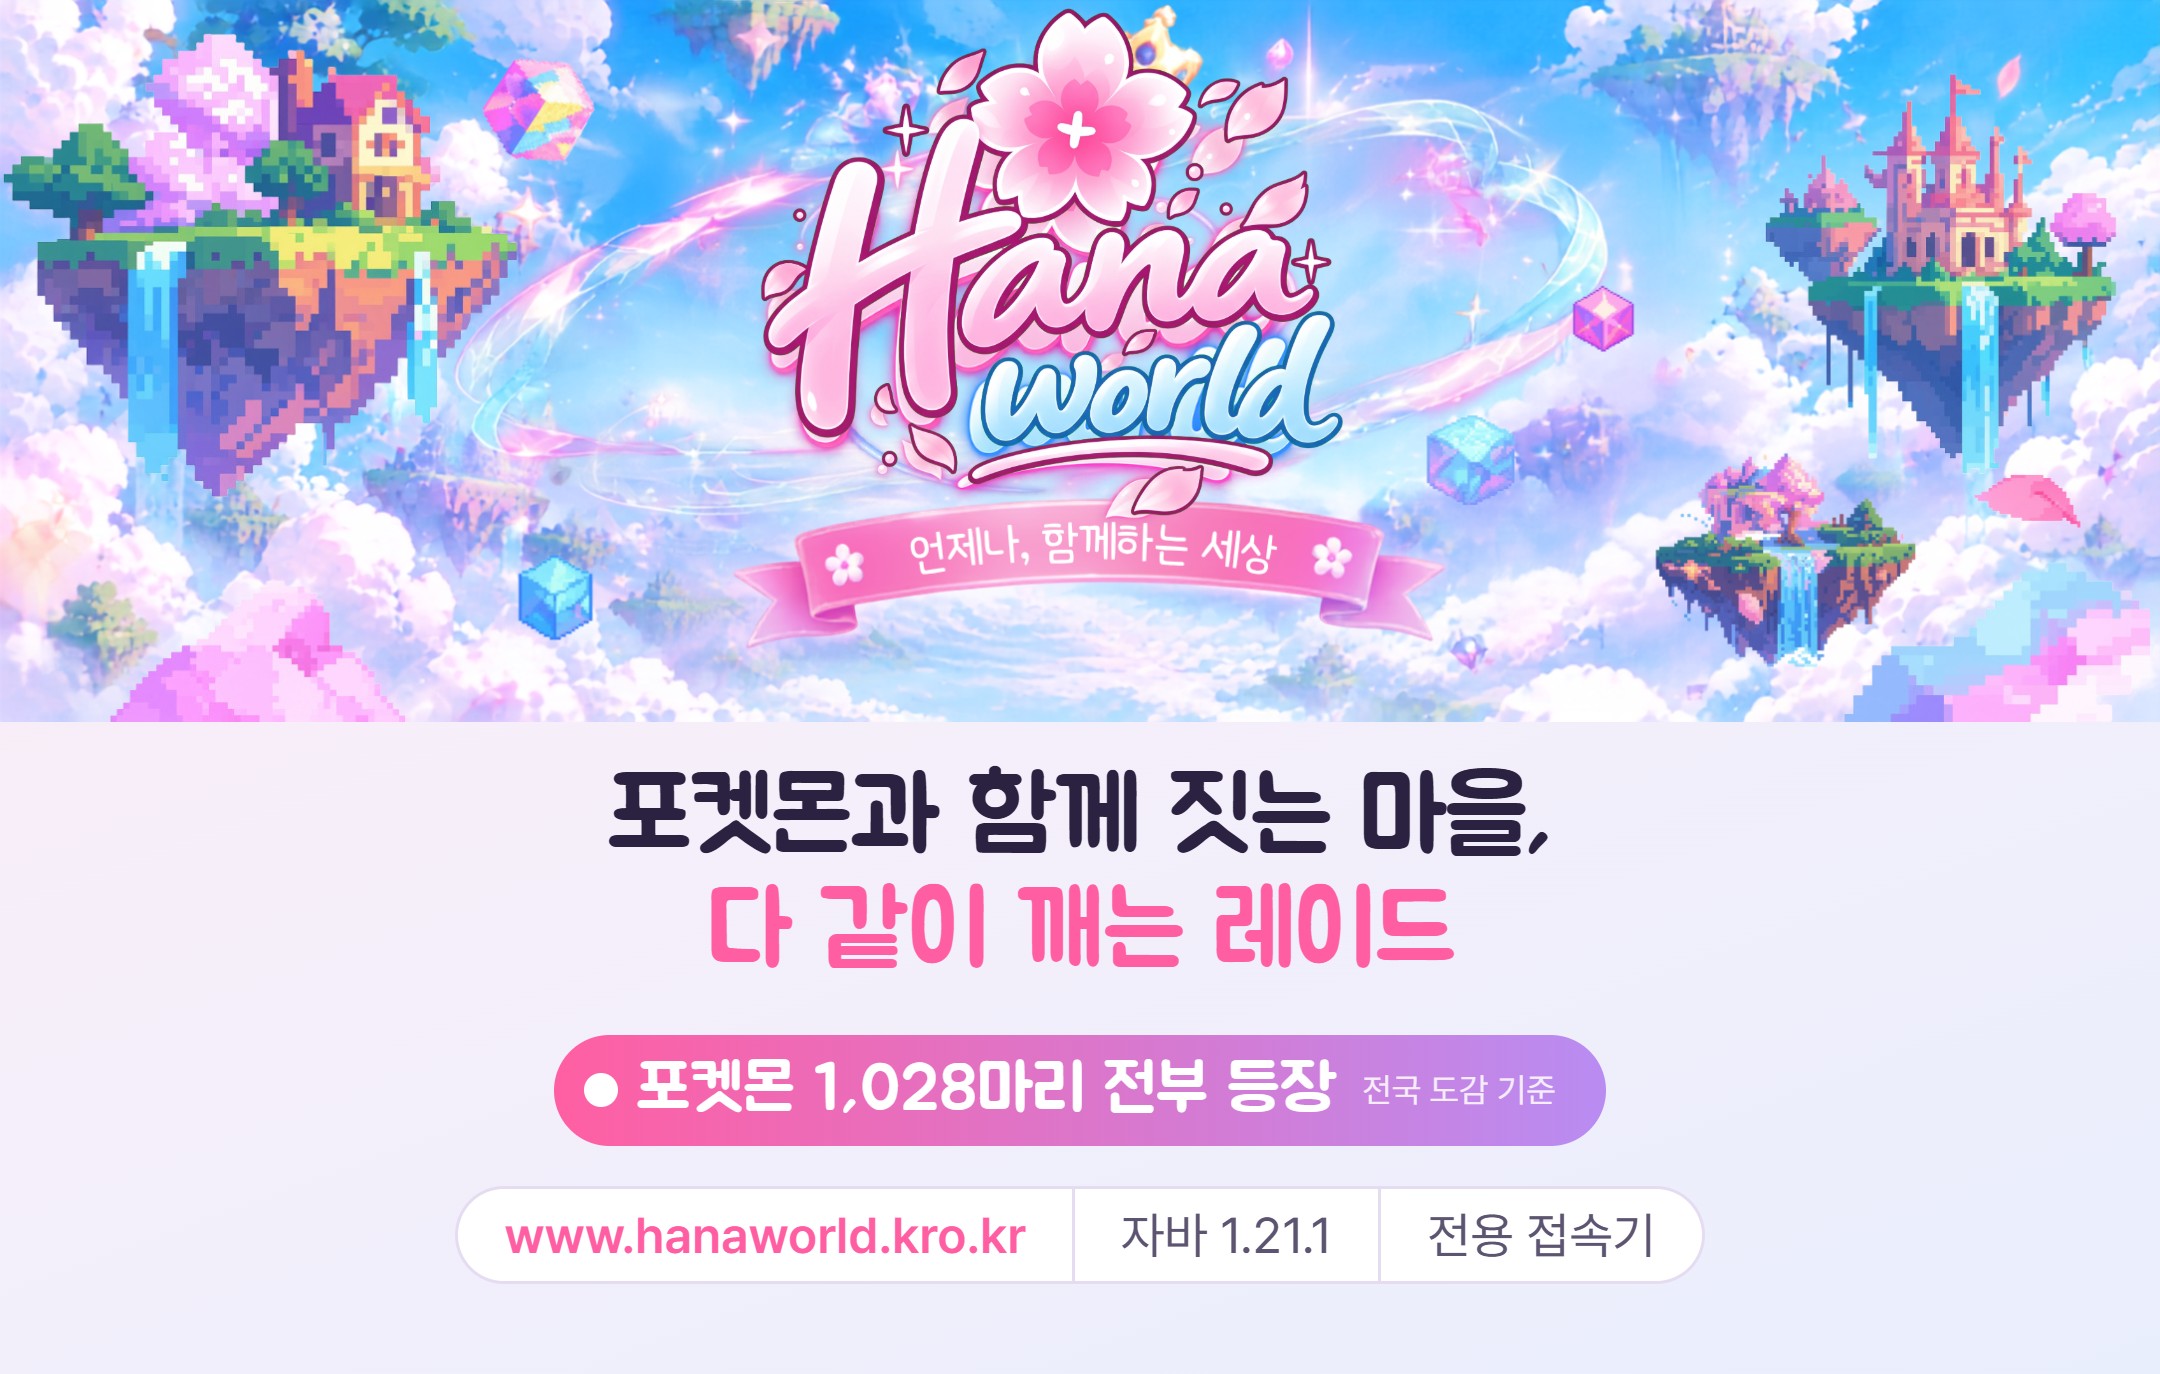 Hana
world
언제나, 함께하는 세상
포켓몬과 함께 짓는 마을,
다 같이 깨는 레이드
포켓몬 1,028마리 전부 등장 전국 도감 기준
www.hanaworld.kro.kr 자바 1.21.1 전용 접속기